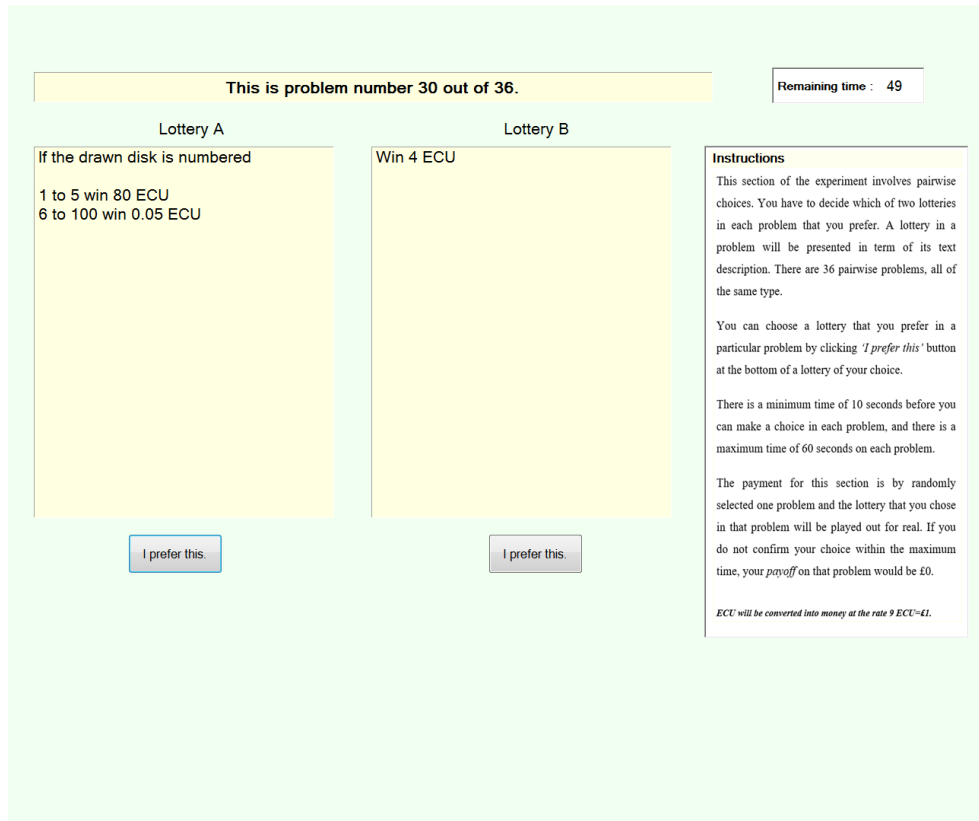 This is problem number 30 out of 36.
Remaining time : 49
Lottery A
Lottery B
If the drawn disk is numbered
1 to 5 win 80 ECU
6 to 100 win 0.05 ECU
Win 4 ECU
I prefer this.
I prefer this.
Instructions
This section of the experiment involves pairwise
choices. You have to decide which of two lotteries
in each problem that you prefer. A lottery in a
problem will be presented in term of its text
description. There are 36 pairwise problems, all of
the same type.
You can choose a lottery that you prefer in a
particular problem by clicking ‘I prefer this’ button
at the bottom of a lottery of your choice.
There is a minimum time of 10 seconds before you
can make a choice in each problem, and there is a
maximum time of 60 seconds on each problem.
The payment for this section is by randomly
selected one problem and the lottery that you chose
in that problem will be played out for real. If you
do not confirm your choice within the maximum
time, your payoff on that problem would be £0.
ECU will be converted into money at the rate 9 ECU=£1.